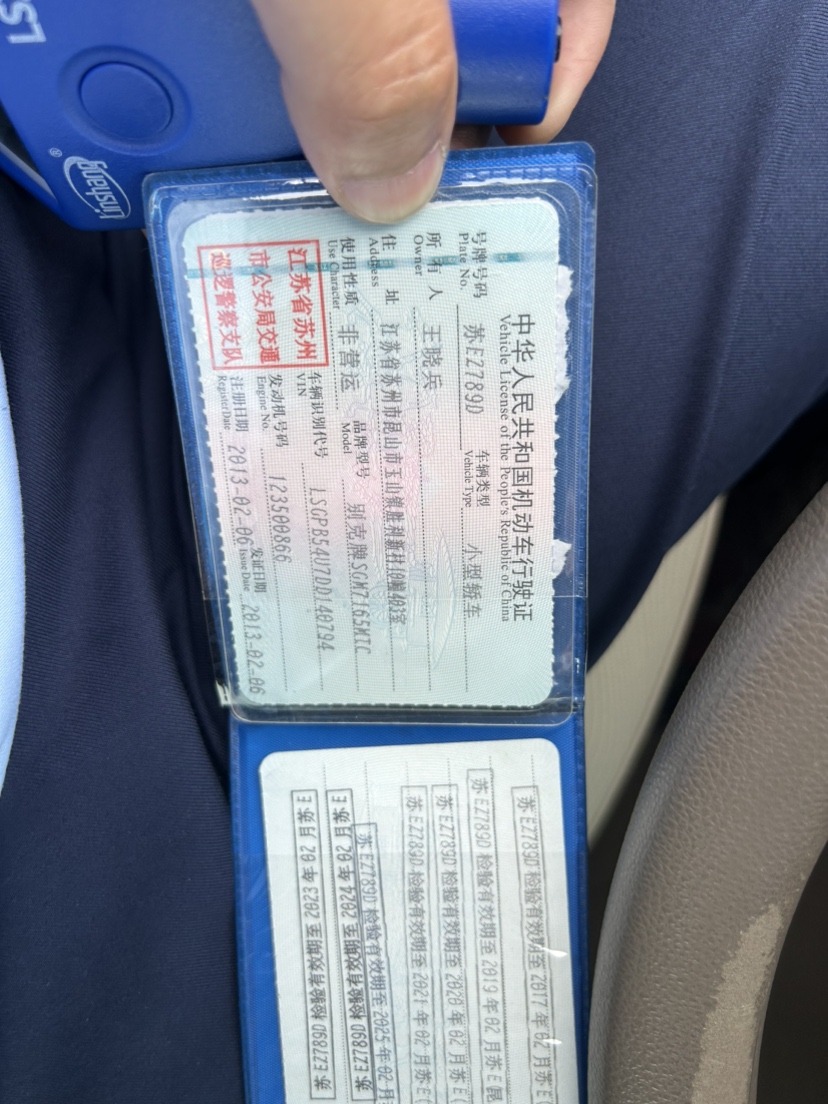 中华人民共和国机动车行驶证
Vehicle License of the People's Republic of China
号牌号码 苏EZ789D 车辆类型 小型轿车
Plate No. Vehicle Type
所有人 王晓兵
Owner
住址 江苏省苏州市昆山市玉山镇胜利新村10幢403室
Address
使用性质 非营运 品牌型号 别克牌SGM7165MTC
Use Character Model
江苏省苏州
市公安局交通
巡逻警察支队
车辆识别代号 LSGPB54U7DD140794
VIN
发动机号码 123500866
Engine No.
注册日期 2013-02-06 发证日期 2013-02-06
Register Date Issue Date
苏EZ789D 检验有效期至 2017年02月苏E(
苏EZ789D 检验有效期至 2019年02月苏E(昆
苏EZ789D 检验有效期至 2020年02月苏E(
苏EZ789D 检验有效期至 2021年02月苏E(
苏EZ789D 检验有效期至 2025年02月
苏EZ789D 检验有效期至 2024年02月苏E
苏EZ789D 检验有效期至 2023年02月苏E
LS
linshang®